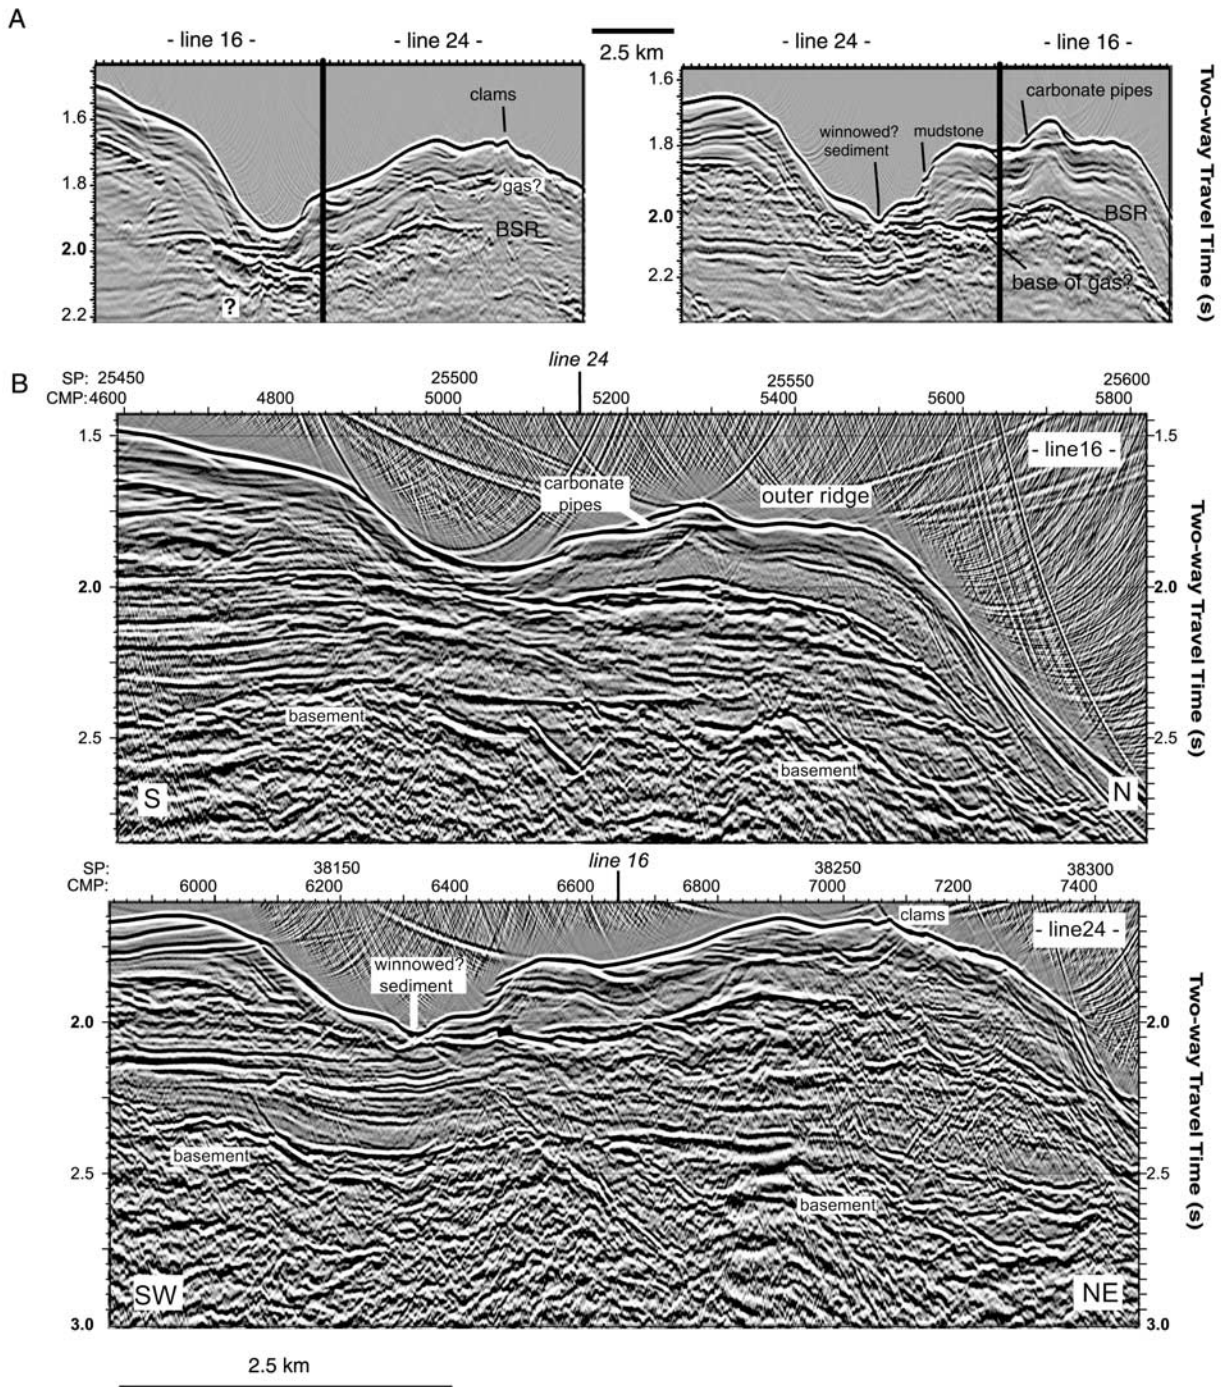 A
- line 16 -
- line 24 -
2.5 km
- line 24 -
- line 16 -
clams
gas?
BSR
?
1.6
1.8
2.0
2.2
1.6
1.8
2.0
2.2
winnowed?
sediment
mudstone
carbonate pipes
BSR
base of gas?
Two-way Travel Time (s)
B
line 24
SP: 25450 25500 25550 25600
CMP: 4600 4800 5000 5200 5400 5600 5800
1.5
2.0
2.5
- line16 -
carbonate
pipes
outer ridge
basement
basement
S
N
1.5
2.0
2.5
Two-way Travel Time (s)
line 16
SP: 38150 38250 38300
CMP: 6000 6200 6400 6600 6800 7000 7200 7400
clams
- line24 -
winnowed?
sediment
2.0
2.5
3.0
basement
basement
SW
NE
2.0
2.5
3.0
Two-way Travel Time (s)
2.5 km